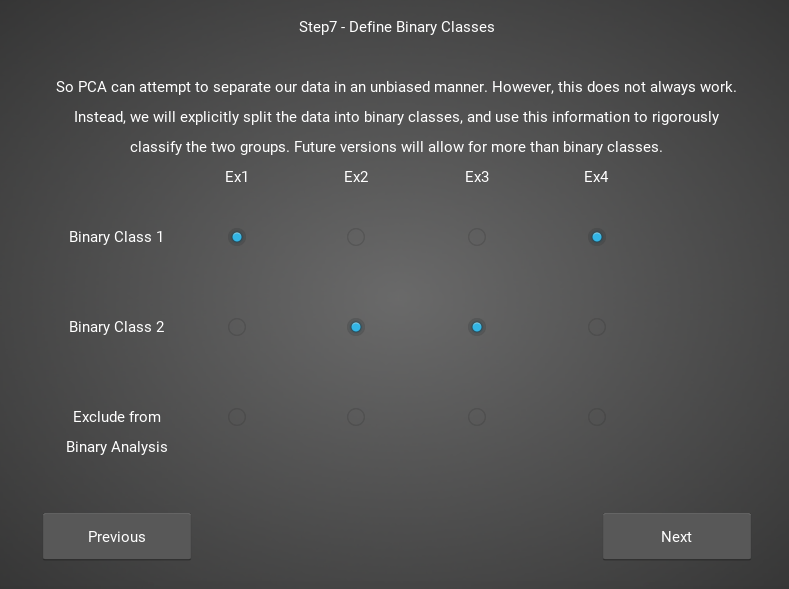 Step7 - Define Binary Classes
So PCA can attempt to separate our data in an unbiased manner. However, this does not always work.
Instead, we will explicitly split the data into binary classes, and use this information to rigorously
classify the two groups. Future versions will allow for more than binary classes.
Ex1 Ex2 Ex3 Ex4
Binary Class 1
Binary Class 2
Exclude from
Binary Analysis
Previous Next